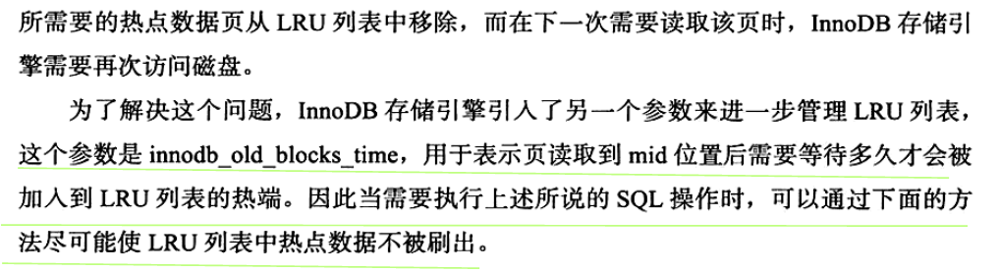 所需要的热点数据页从 LRU 列表中移除，而在下一次需要读取该页时，InnoDB 存储引
擎需要再次访问磁盘。
为了解决这个问题，InnoDB 存储引擎引入了另一个参数来进一步管理 LRU 列表，
这个参数是 innodb_old_blocks_time，用于表示页读取到 mid 位置后需要等待多久才会被
加入到 LRU 列表的热端。因此当需要执行上述所说的 SQL 操作时，可以通过下面的方
法尽可能使 LRU 列表中热点数据不被刷出。